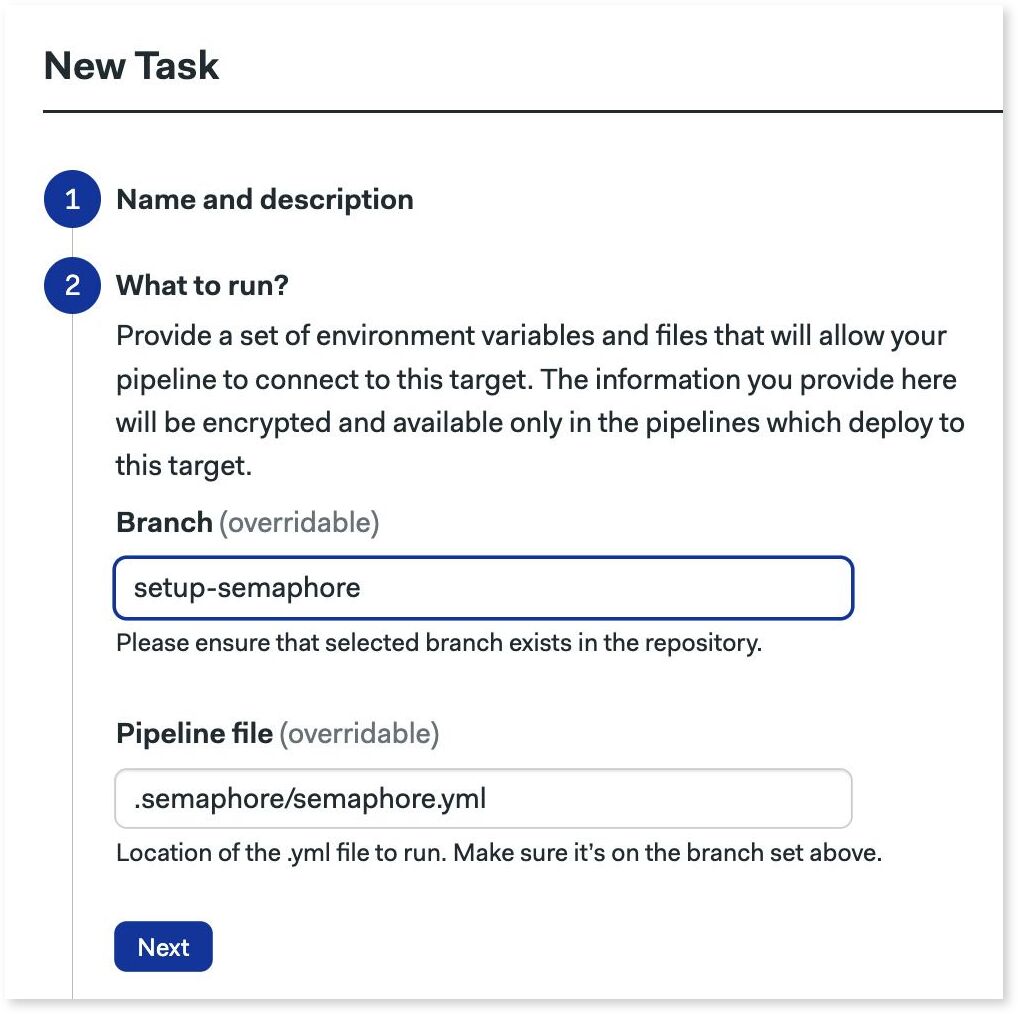 New Task
1 Name and description
2 What to run?
Provide a set of environment variables and files that will allow your
pipeline to connect to this target. The information you provide here
will be encrypted and available only in the pipelines which deploy to
this target.
Branch (overridable)
setup-semaphore
Please ensure that selected branch exists in the repository.
Pipeline file (overridable)
.semaphore/semaphore.yml
Location of the .yml file to run. Make sure it’s on the branch set above.
Next